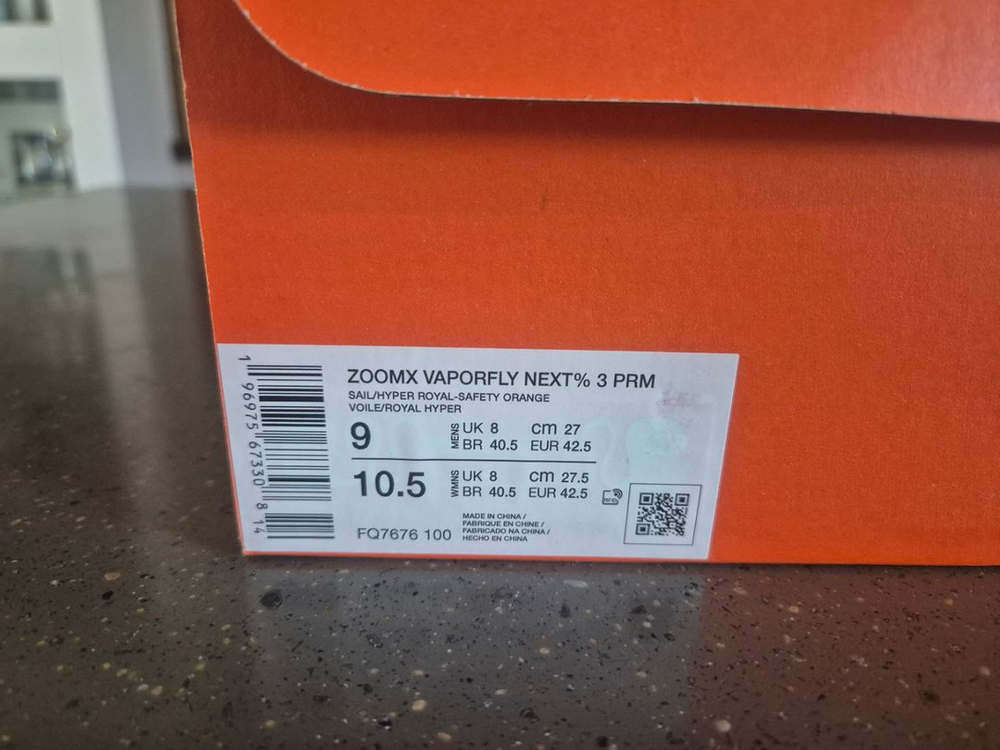 ZOOMX VAPORFLY NEXT% 3 PRM
SAIL/HYPER ROYAL-SAFETY ORANGE
VOILE/ROYAL HYPER
9 MENS UK 8 cm 27
BR 40.5 EUR 42.5
10.5 WMNS UK 8 cm 27.5
BR 40.5 EUR 42.5
MADE IN CHINA /
FABRIQUE EN CHINE /
FABRICADO NA CHINA /
HECHO EN CHINA
FQ7676 100
1 96975 67330 8 14